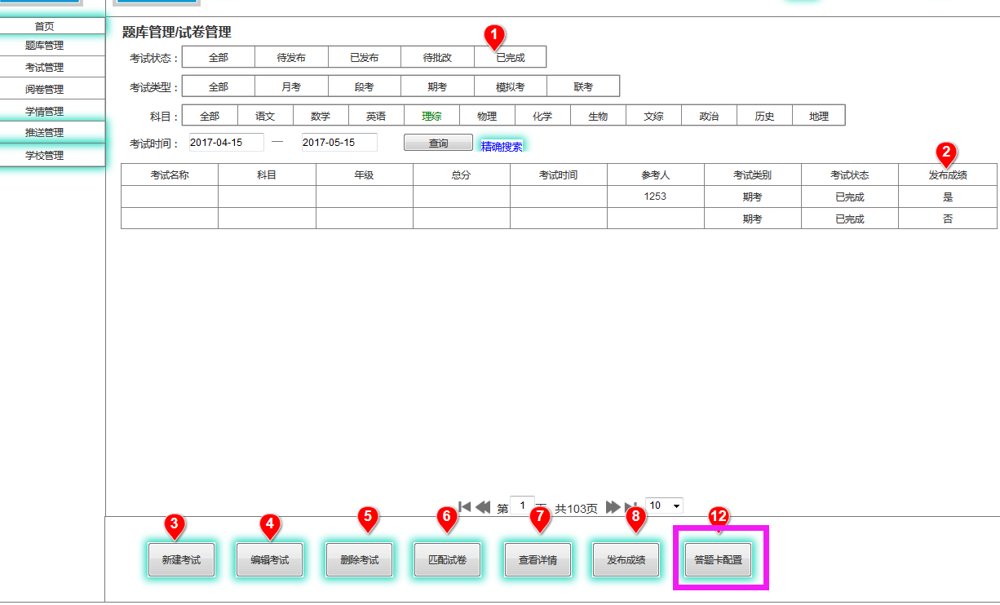 首页
题库管理
考试管理
阅卷管理
学情管理
推送管理
学校管理
题库管理/试卷管理
1
考试状态： 全部 待发布 已发布 待批改 已完成
考试类型： 全部 月考 段考 期考 模拟考 联考
科目： 全部 语文 数学 英语 理综 物理 化学 生物 文综 政治 历史 地理
考试时间： 2017-04-15 — 2017-05-15 查询 精确搜索
2
考试名称 科目 年级 总分 考试时间 参考人 考试类别 考试状态 发布成绩
1253 期考 已完成 是
期考 已完成 否
第 1 页 共103页 10
3 4 5 6 7 8 12
新建考试 编辑考试 删除考试 匹配试卷 查看详情 发布成绩 答题卡配置